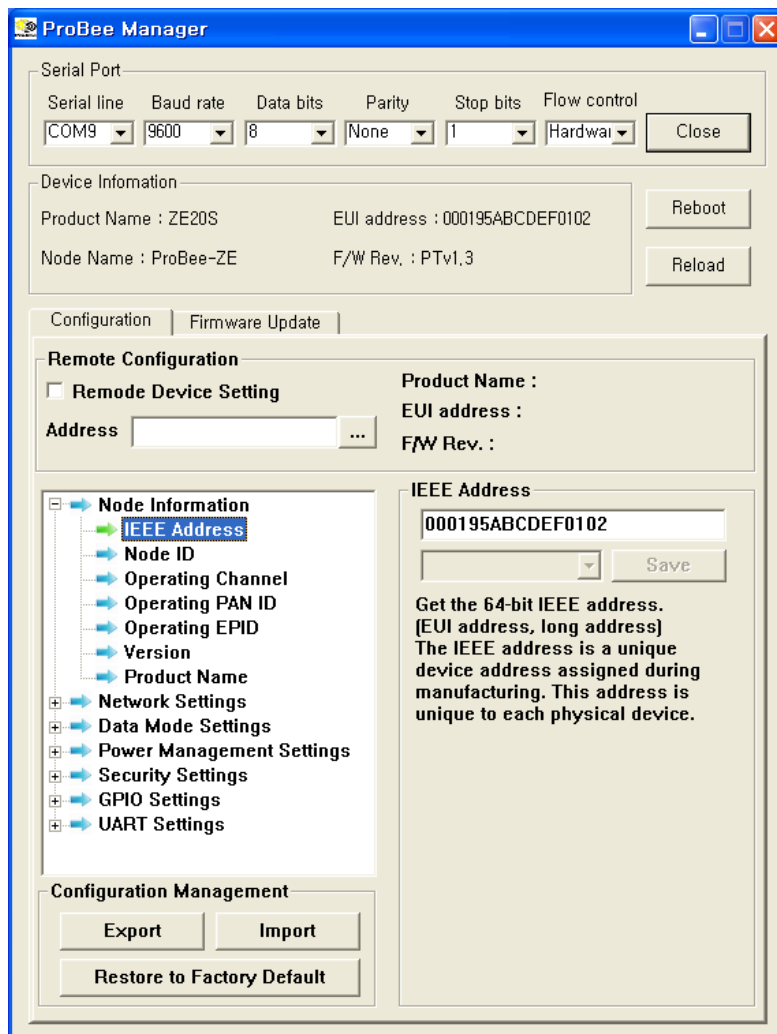 ProBee Manager
Serial Port
Serial line Baud rate Data bits Parity Stop bits Flow control
COM9 9600 8 None 1 Hardwar Close
Device Infomation
Product Name : ZE20S EUI address : 000195ABCDEF0102 Reboot
Node Name : ProBee-ZE F/W Rev. : PTv1.3 Reload
Configuration Firmware Update
Remote Configuration
Remode Device Setting
Address ...
Product Name :
EUI address :
F/W Rev. :
Node Information
IEEE Address
Node ID
Operating Channel
Operating PAN ID
Operating EPID
Version
Product Name
Network Settings
Data Mode Settings
Power Management Settings
Security Settings
GPIO Settings
UART Settings
IEEE Address
000195ABCDEF0102
Save
Get the 64-bit IEEE address.
(EUI address, long address)
The IEEE address is a unique
device address assigned during
manufacturing. This address is
unique to each physical device.
Configuration Management
Export Import
Restore to Factory Default